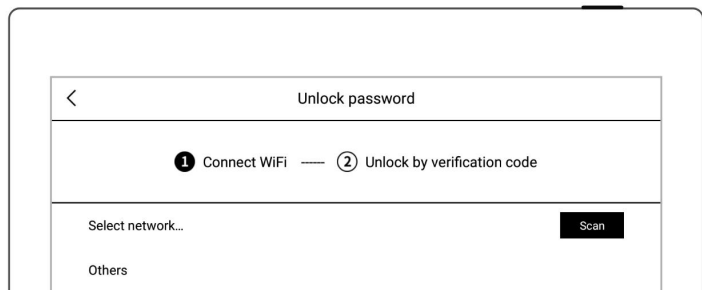 Unlock password
1 Connect WiFi ------ 2 Unlock by verification code
Select network...
Scan
Others